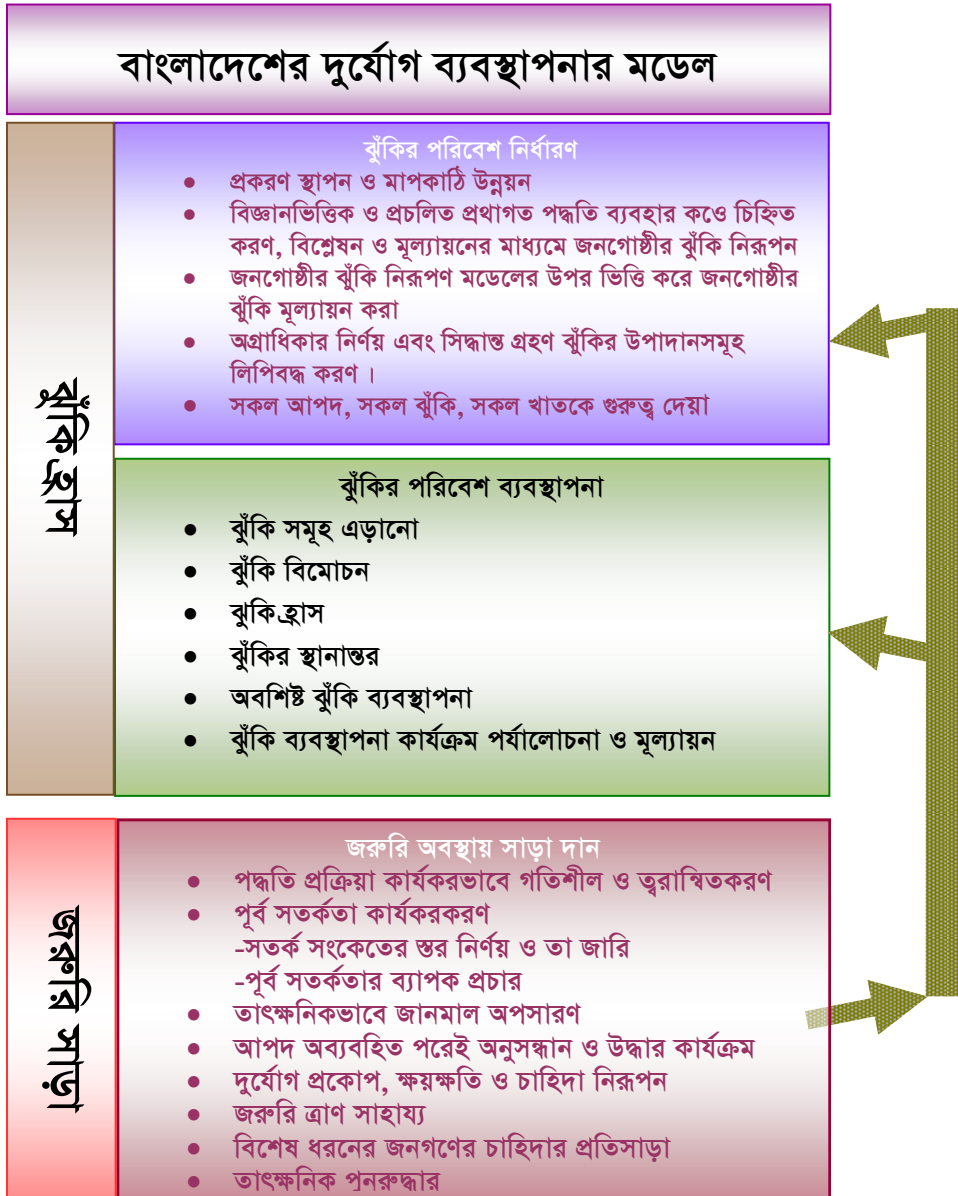 বাংলাদেশের দুর্যোগ ব্যবস্থাপনার মডেল
ঝুঁকি হ্রাস
ঝুঁকির পরিবেশ নির্ধারণ
● প্রকরণ স্থাপন ও মাপকাঠি উন্নয়ন
● বিজ্ঞানভিত্তিক ও প্রচলিত প্রথাগত পদ্ধতি ব্যবহার কওে চিহ্নিত
করণ, বিশ্লেষন ও মূল্যায়নের মাধ্যমে জনগোষ্ঠীর ঝুঁকি নিরূপন
● জনগোষ্ঠীর ঝুঁকি নিরূপণ মডেলের উপর ভিত্তি করে জনগোষ্ঠীর
ঝুঁকি মূল্যায়ন করা
● অগ্রাধিকার নির্ণয় এবং সিদ্ধান্ত গ্রহণ ঝুঁকির উপাদানসমূহ
লিপিবদ্ধ করণ ।
● সকল আপদ, সকল ঝুঁকি, সকল খাতকে গুরুত্ব দেয়া
ঝুঁকির পরিবেশ ব্যবস্থাপনা
● ঝুঁকি সমূহ এড়ানো
● ঝুঁকি বিমোচন
● ঝুকি হ্রাস
● ঝুঁকির স্থানান্তর
● অবশিষ্ট ঝুঁকি ব্যবস্থাপনা
● ঝুঁকি ব্যবস্থাপনা কার্যক্রম পর্যালোচনা ও মূল্যায়ন
জরুরি সাড়া
জরুরি অবস্থায় সাড়া দান
● পদ্ধতি প্রক্রিয়া কার্যকরভাবে গতিশীল ও ত্বরান্বিতকরণ
● পূর্ব সতর্কতা কার্যকরকরণ
-সতর্ক সংকেতের স্তর নির্ণয় ও তা জারি
-পূর্ব সতর্কতার ব্যাপক প্রচার
● তাৎক্ষনিকভাবে জানমাল অপসারণ
● আপদ অব্যবহিত পরেই অনুসন্ধান ও উদ্ধার কার্যক্রম
● দুর্যোগ প্রকোপ, ক্ষয়ক্ষতি ও চাহিদা নিরূপন
● জরুরি ত্রাণ সাহায্য
● বিশেষ ধরনের জনগণের চাহিদার প্রতিসাড়া
● তাৎক্ষনিক পুনরুদ্ধার